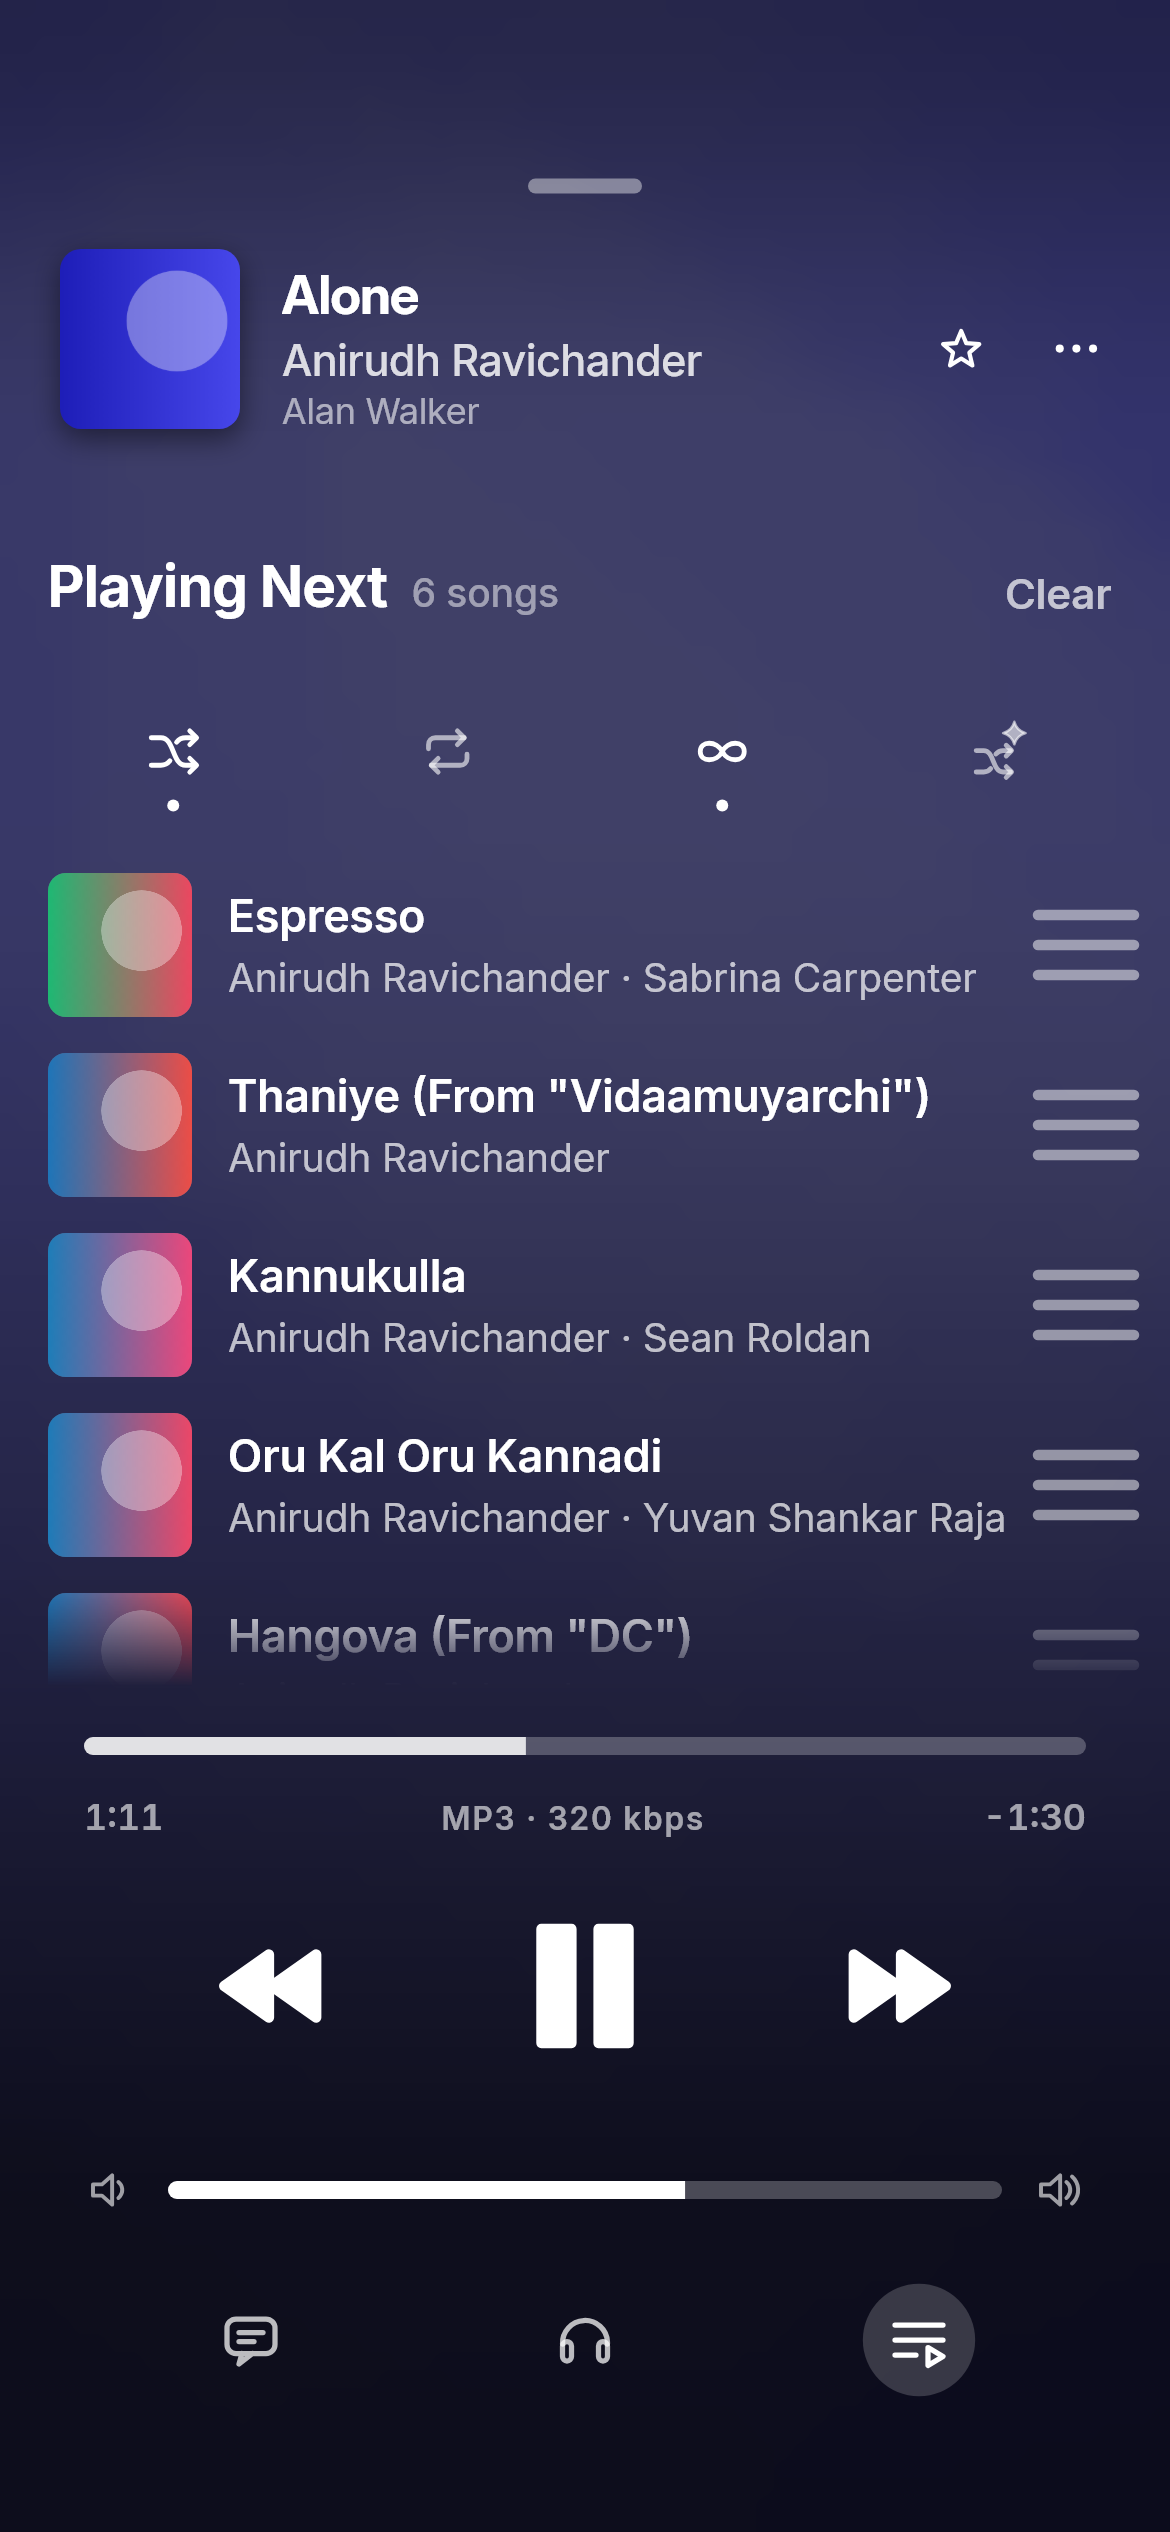 Alone
Anirudh Ravichander
Alan Walker
Playing Next 6 songs
Clear
Espresso
Anirudh Ravichander · Sabrina Carpenter
Thaniye (From "Vidaamuyarchi")
Anirudh Ravichander
Kannukulla
Anirudh Ravichander · Sean Roldan
Oru Kal Oru Kannadi
Anirudh Ravichander · Yuvan Shankar Raja
Hangova (From "DC")
1:11
MP3 · 320 kbps
-1:30